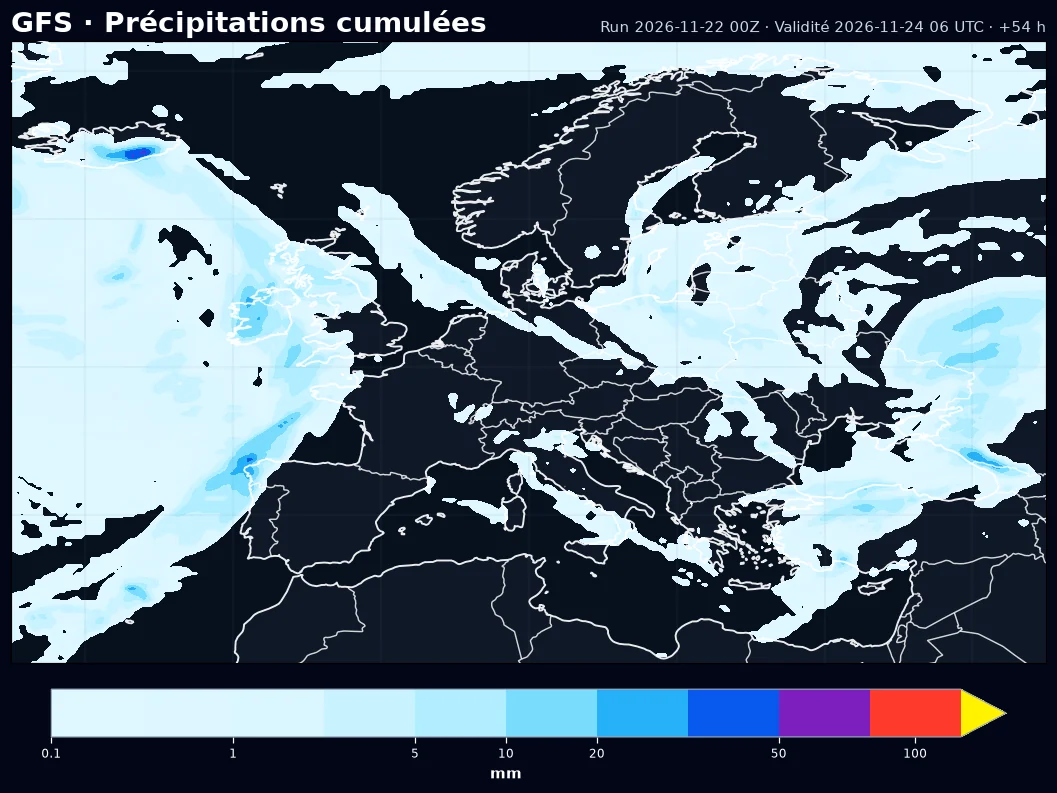 GFS · Précipitations cumulées
Run 2026-11-22 00Z · Validité 2026-11-24 06 UTC · +54 h
0.1 1 5 10 20 50 100
mm